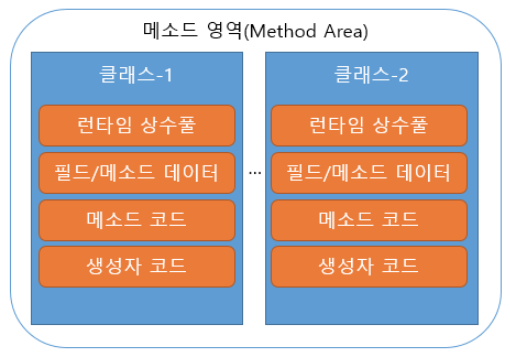 메소드 영역(Method Area)
클래스-1
런타임 상수풀
필드/메소드 데이터
메소드 코드
생성자 코드
...
클래스-2
런타임 상수풀
필드/메소드 데이터
메소드 코드
생성자 코드